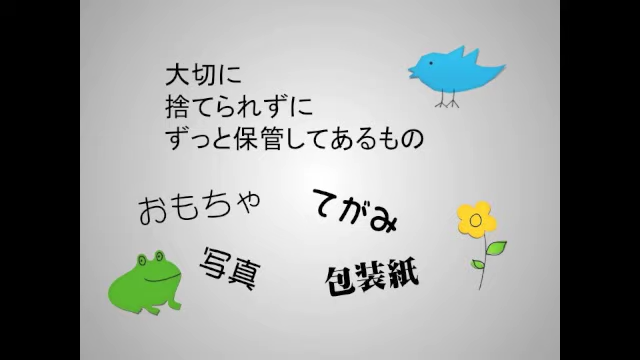 大切に
捨てられずに
ずっと保管してあるもの
おもちゃ
てがみ
写真
包装紙